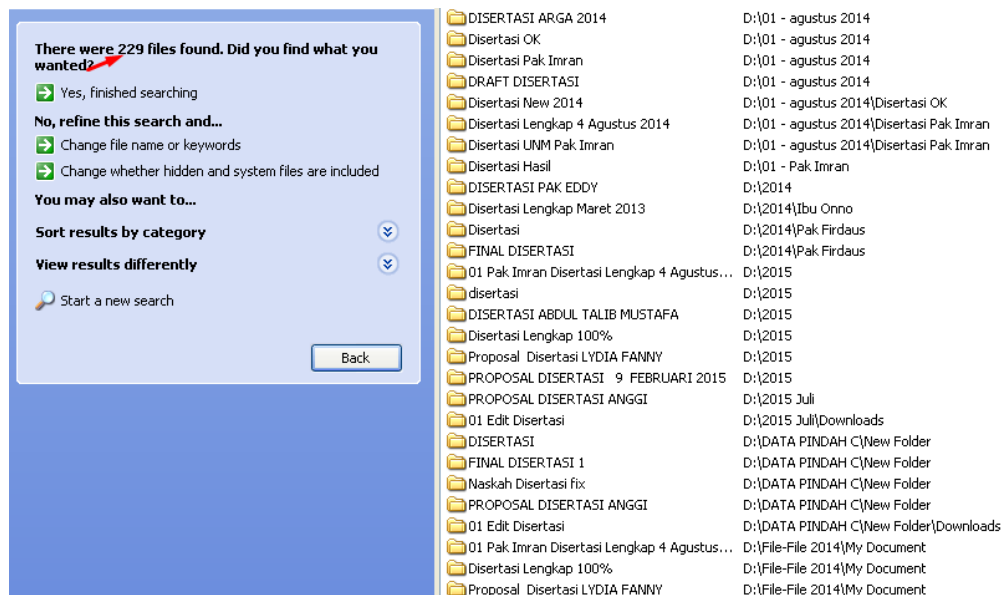 There were 229 files found. Did you find what you
wanted?
Yes, finished searching
No, refine this search and...
Change file name or keywords
Change whether hidden and system files are included
You may also want to...
Sort results by category
View results differently
Start a new search
Back
DISERTASI ARGA 2014 D:\01 - agustus 2014
Disertasi OK D:\01 - agustus 2014
Disertasi Pak Imran D:\01 - agustus 2014
DRAFT DISERTASI D:\01 - agustus 2014
Disertasi New 2014 D:\01 - agustus 2014\Disertasi OK
Disertasi Lengkap 4 Agustus 2014 D:\01 - agustus 2014\Disertasi Pak Imran
Disertasi UNM Pak Imran D:\01 - agustus 2014\Disertasi Pak Imran
Disertasi Hasil D:\01 - Pak Imran
DISERTASI PAK EDDY D:\2014
Disertasi Lengkap Maret 2013 D:\2014\Ibu Onno
Disertasi D:\2014\Pak Firdaus
FINAL DISERTASI D:\2014\Pak Firdaus
01 Pak Imran Disertasi Lengkap 4 Agustus... D:\2015
disertasi D:\2015
DISERTASI ABDUL TALIB MUSTAFA D:\2015
Disertasi Lengkap 100% D:\2015
Proposal Disertasi LYDIA FANNY D:\2015
PROPOSAL DISERTASI 9 FEBRUARI 2015 D:\2015
PROPOSAL DISERTASI ANGGI D:\2015 Juli
01 Edit Disertasi D:\2015 Juli\Downloads
DISERTASI D:\DATA PINDAH C\New Folder
FINAL DISERTASI 1 D:\DATA PINDAH C\New Folder
Naskah Disertasi fix D:\DATA PINDAH C\New Folder
PROPOSAL DISERTASI ANGGI D:\DATA PINDAH C\New Folder
01 Edit Disertasi D:\DATA PINDAH C\New Folder\Downloads
01 Pak Imran Disertasi Lengkap 4 Agustus... D:\File-File 2014\My Document
Disertasi Lengkap 100% D:\File-File 2014\My Document
Proposal Disertasi LYDIA FANNY D:\File-File 2014\My Document